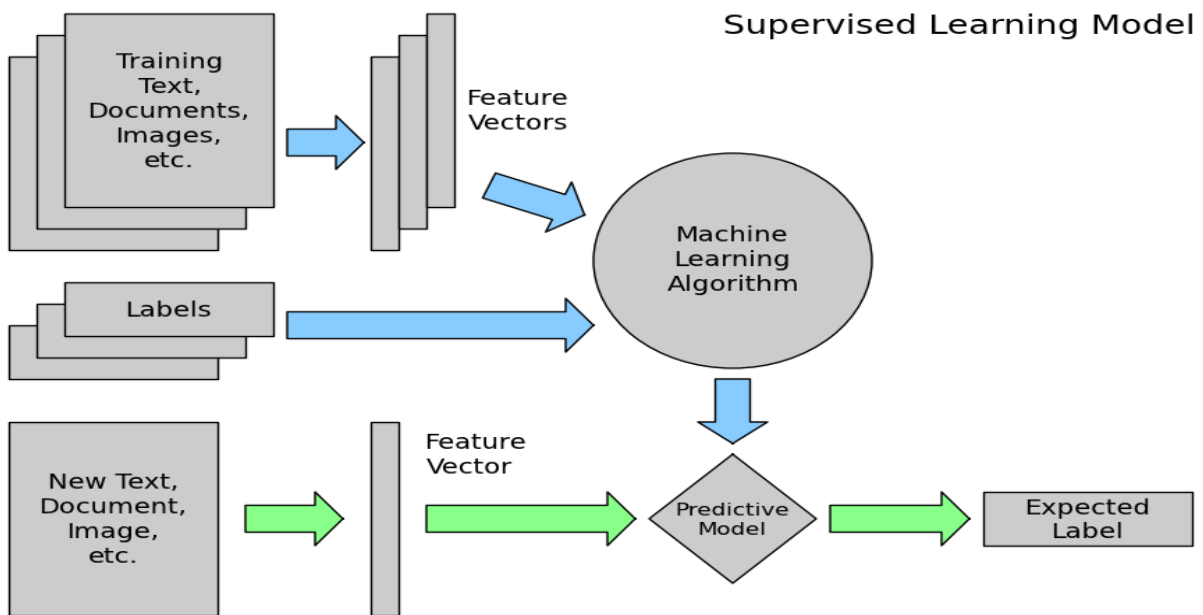 Supervised Learning Model
Training
Text,
Documents,
Images,
etc.
Feature
Vectors
Machine
Learning
Algorithm
Labels
New Text,
Document,
Image,
etc.
Feature
Vector
Predictive
Model
Expected
Label